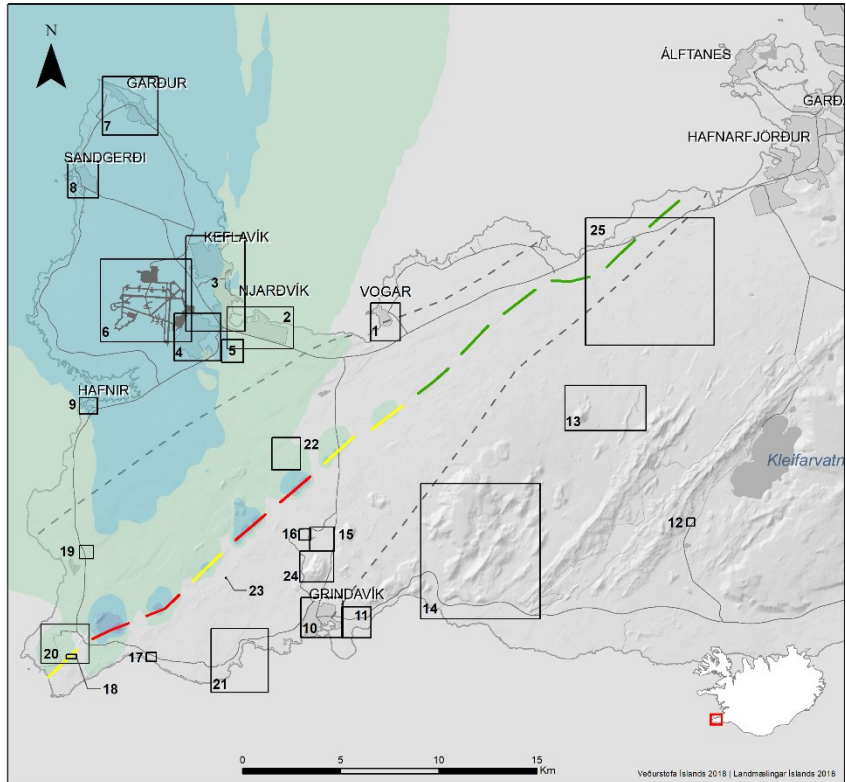 N
GARÐUR
7
SANDGERÐI
8
KEFLAVÍK
3
NJARÐVÍK
2
6
4
5
VOGAR
1
HAFNIR
9
ÁLFTANES
GARÐA
HAFNARFJÖRÐUR
25
13
Kleifarvatn
12
22
16
15
24
19
23
GRINDAVÍK
10
11
14
20
18
17
21
0 5 10 15
Km
Veðurstofa Íslands 2018 | Landmælingar Íslands 2018